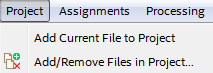 Project Assignments Processing
Add Current File to Project
Add/Remove Files in Project...